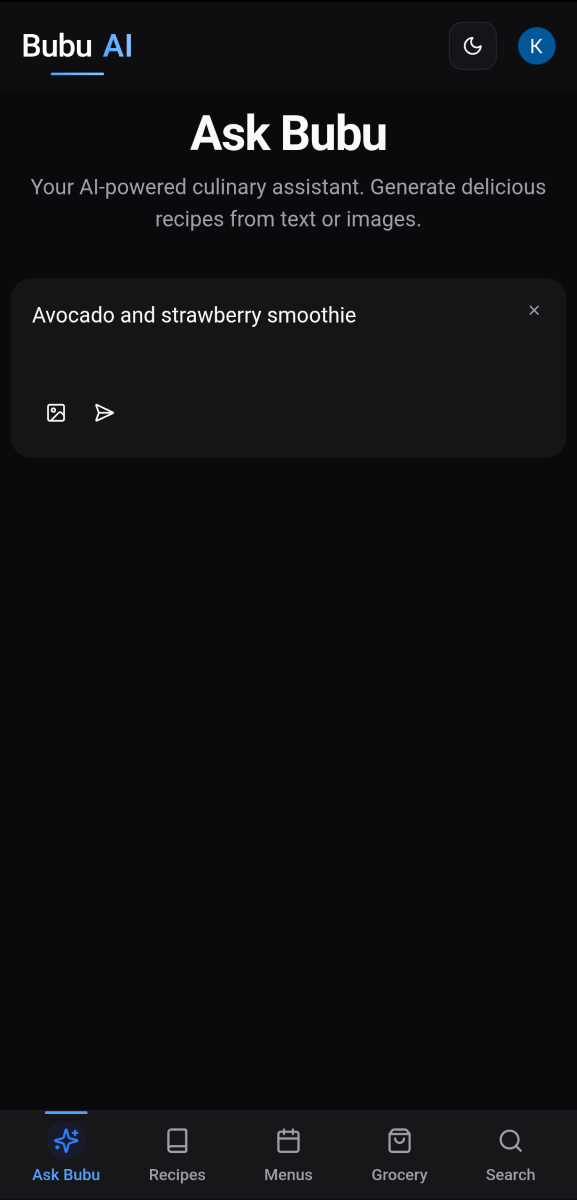 Bubu AI
K
Ask Bubu
Your AI-powered culinary assistant. Generate delicious
recipes from text or images.
Avocado and strawberry smoothie
Ask Bubu
Recipes
Menus
Grocery
Search